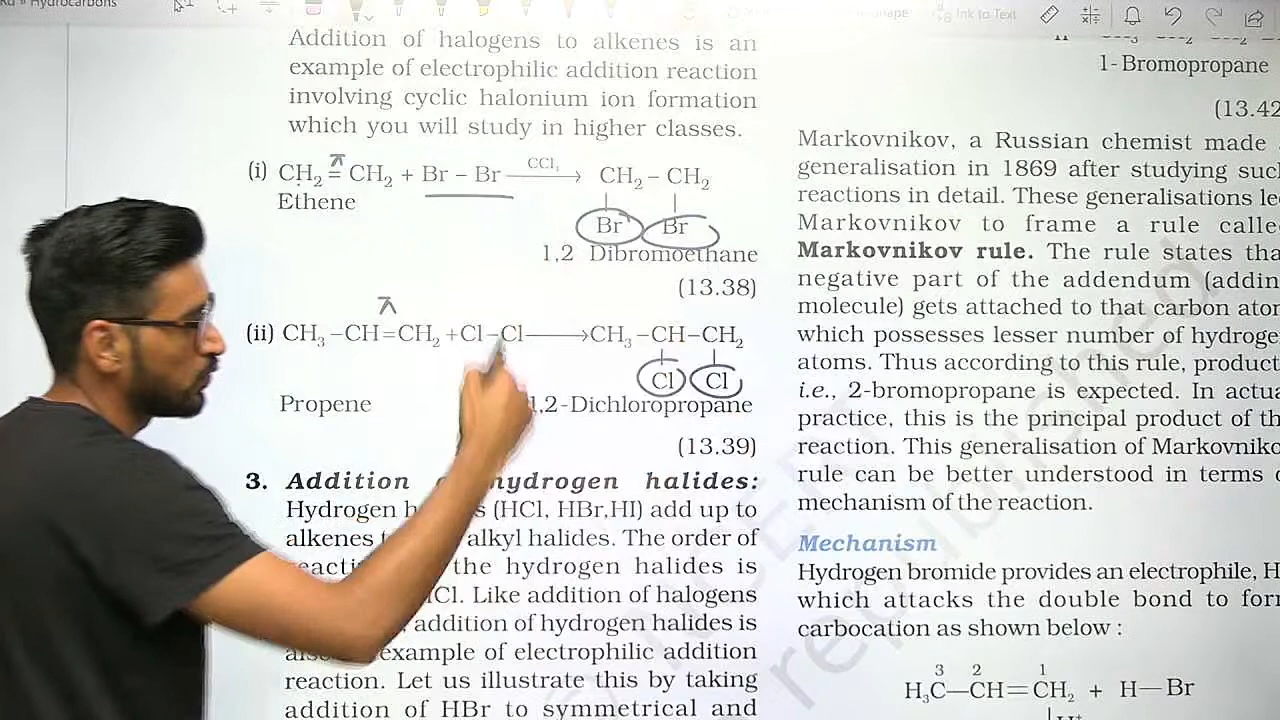 Hydrocarbons
shape
Ink to Text
Addition of halogens to alkenes is an
example of electrophilic addition reaction
involving cyclic halonium ion formation
which you will study in higher classes.
(i) CH₂ = CH₂ + Br – Br ⟶ CH₂ – CH₂
CCl₄
π
Ethene
Br Br
1,2 Dibromoethane
(13.38)
π
(ii) CH₃ –CH=CH₂ +Cl–Cl ⟶ CH₃ –CH–CH₂
Cl Cl
Propene 1,2-Dichloropropane
(13.39)
3. Addition hydrogen halides:
Hydrogen (HCl, HBr,HI) add up to
alkenes alkyl halides. The order of
the hydrogen halides is
HCl. Like addition of halogens
addition of hydrogen halides is
example of electrophilic addition
reaction. Let us illustrate this by taking
addition of HBr to symmetrical and
1- Bromopropane
(13.42
Markovnikov, a Russian chemist made
generalisation in 1869 after studying suc
reactions in detail. These generalisations le
Markovnikov to frame a rule calle
Markovnikov rule. The rule states tha
negative part of the addendum (addin
molecule) gets attached to that carbon ato
which possesses lesser number of hydroge
atoms. Thus according to this rule, product
i.e., 2-bromopropane is expected. In actua
practice, this is the principal product of th
reaction. This generalisation of Markovniko
rule can be better understood in terms o
mechanism of the reaction.
Mechanism
Hydrogen bromide provides an electrophile, H
which attacks the double bond to for
carbocation as shown below :
3 2 1
H₃C—CH=CH₂ + H—Br
H⁺